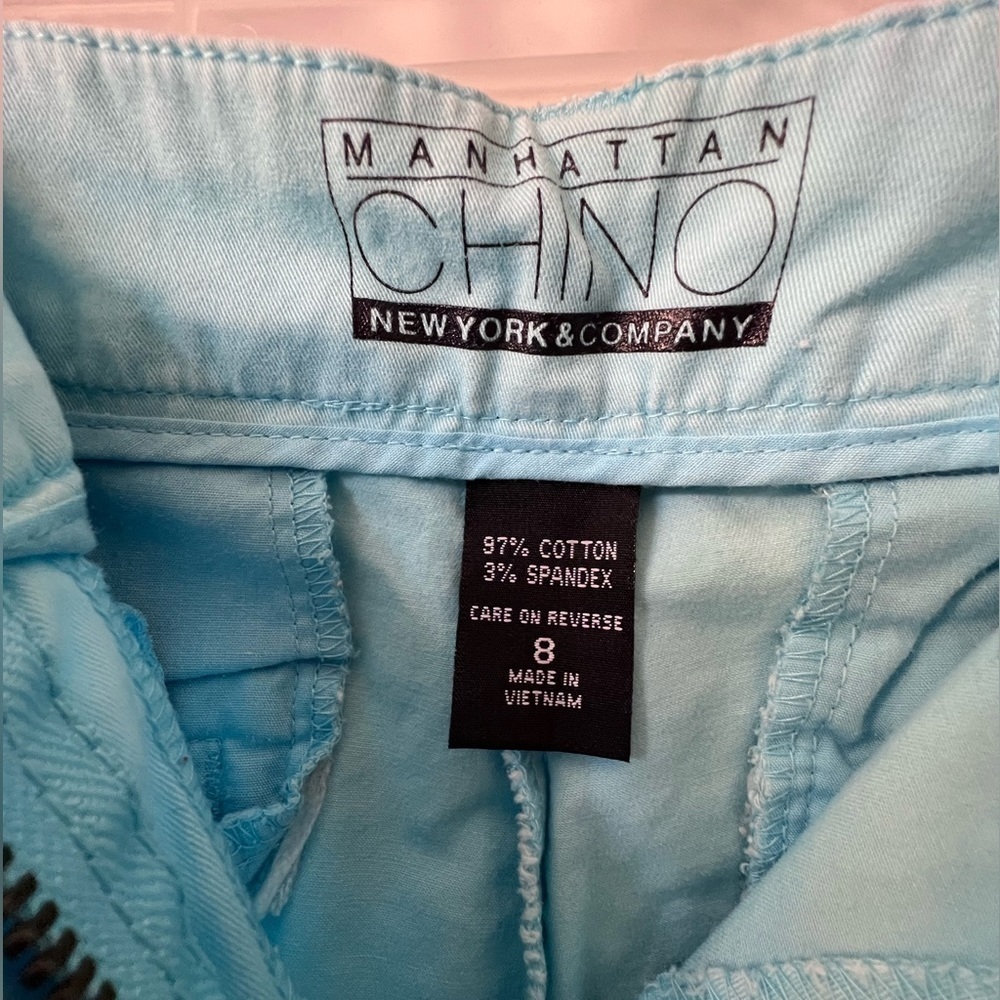 MANHATTAN
CHINO
NEW YORK & COMPANY
97% COTTON
3% SPANDEX
CARE ON REVERSE
8
MADE IN
VIETNAM